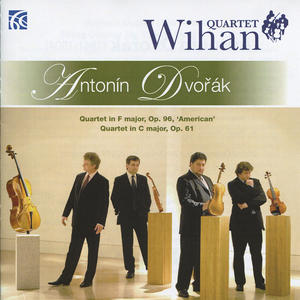 QUARTET
Wihan
Antonín Dvořák
Quartet in F major, Op. 96, ‘American’
Quartet in C major, Op. 61